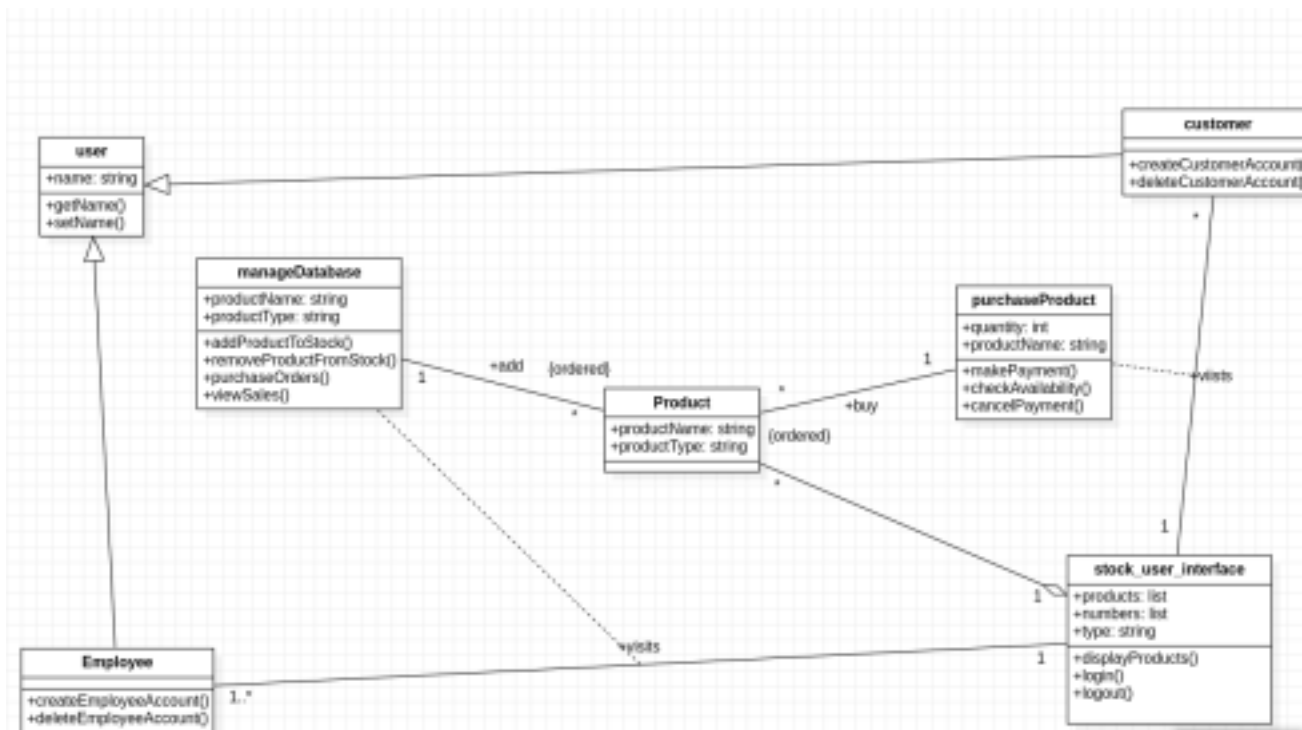 customer
+createCustomerAccount(
+deleteCustomerAccount(
*
user
+name: string
+getName()
+setName()
manageDatabase
+productName: string
+productType: string
+addProductToStock()
+removeProductFromStock()
+purchaseOrders()
+viewSales()
1
+add
{ordered}
*
Product
+productName: string
+productType: string
*
+buy
1
{ordered}
*
purchaseProduct
+quantity: int
+productName: string
+makePayment()
+checkAvailability()
+cancelPayment()
+viists
1
stock_user_interface
+products: list
+numbers: list
+type: string
+displayProducts()
+login()
+logout()
1
1
+visits
Employee
+createEmployeeAccount()
+deleteEmployeeAccount()
1..*